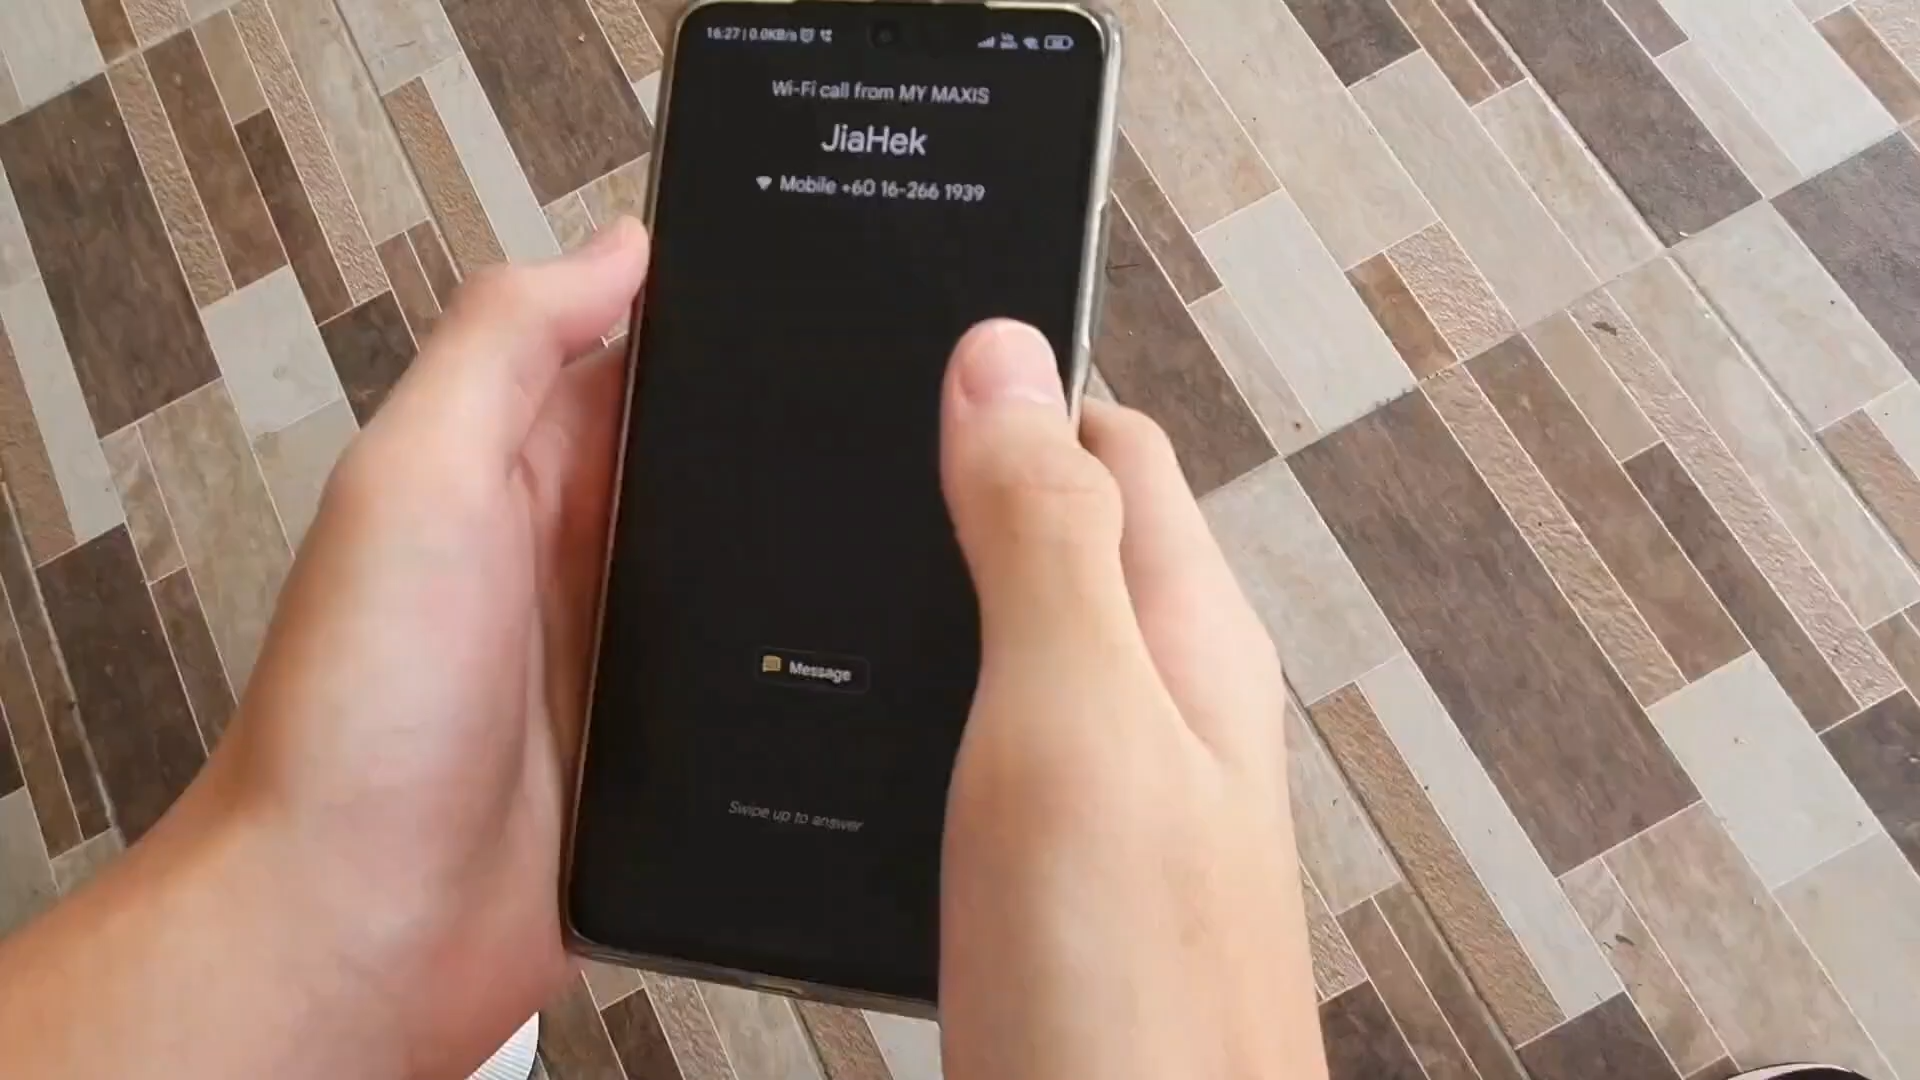 16:27 | 0.0KB/s
Wi-Fi call from MY MAXIS
JiaHek
Mobile +60 16-266 1939
Message
Swipe up to answer